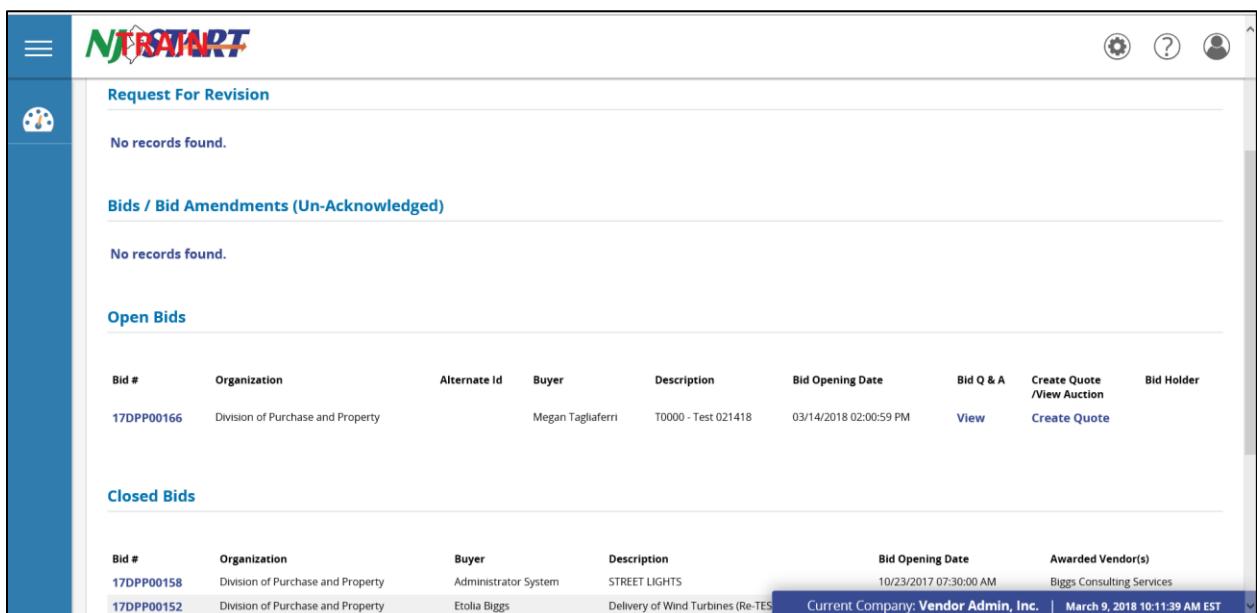 NJSTART
TRAIN
Request For Revision
No records found.
Bids / Bid Amendments (Un-Acknowledged)
No records found.
Open Bids
Bid # Organization Alternate Id Buyer Description Bid Opening Date Bid Q & A Create Quote /View Auction Bid Holder
17DPP00166 Division of Purchase and Property Megan Tagliaferri T0000 - Test 021418 03/14/2018 02:00:59 PM View Create Quote
Closed Bids
Bid # Organization Buyer Description Bid Opening Date Awarded Vendor(s)
17DPP00158 Division of Purchase and Property Administrator System STREET LIGHTS 10/23/2017 07:30:00 AM Biggs Consulting Services
17DPP00152 Division of Purchase and Property Etolia Biggs Delivery of Wind Turbines (Re-TES
Current Company: Vendor Admin, Inc. | March 9, 2018 10:11:39 AM EST